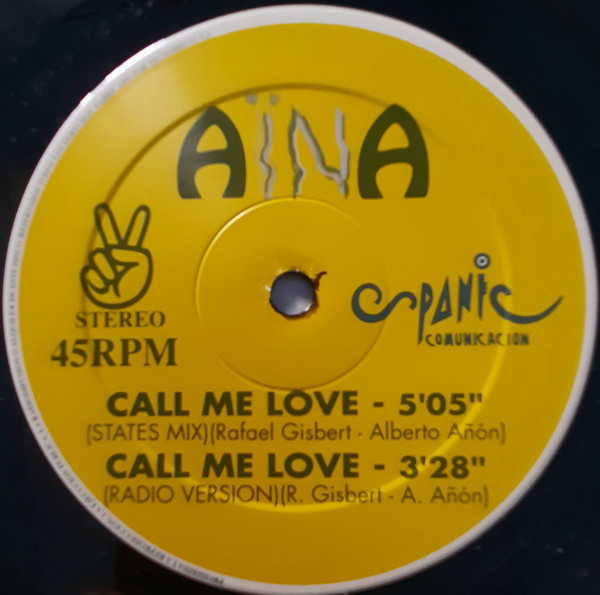 AÏNA
STEREO
45RPM
SPANIC
COMUNICACION
CALL ME LOVE - 5'05"
(STATES MIX)(Rafael Gisbert - Alberto Añón)
CALL ME LOVE - 3'28"
(RADIO VERSION)(R. Gisbert - A. Añón)